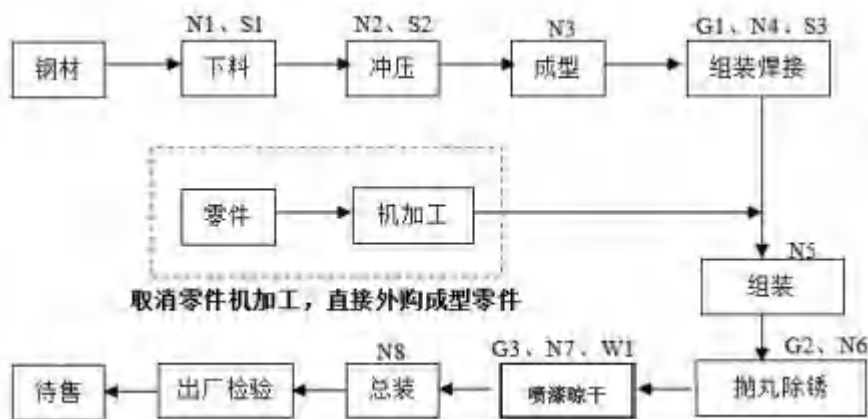 N1、S1
N2、S2
N3
G1、N4、S3
钢材
下料
冲压
成型
组装焊接
零件
机加工
取消零件机加工，直接外购成型零件
N5
组装
G2、N6
抛丸除锈
G3、N7、W1
喷漆晾干
N8
总装
出厂检验
待售